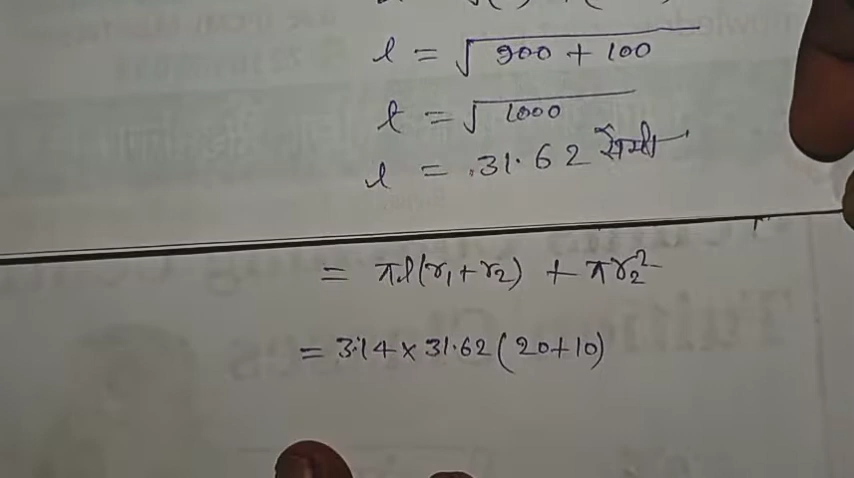 l = √900 + 100
l = √1000
l = 31.62 सेमी
= πl(r₁+r₂) + πr₂²
= 3.14 × 31.62 (20+10)